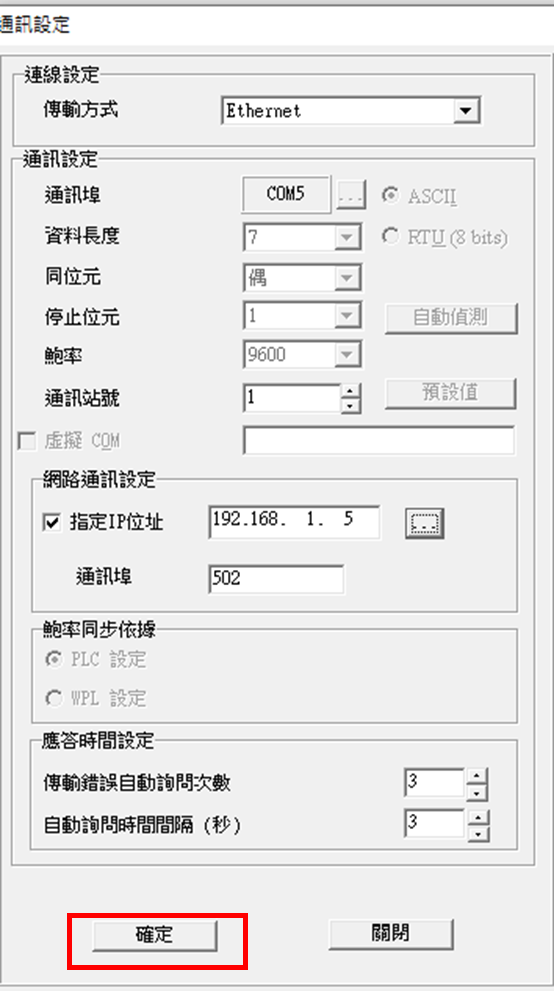 通訊設定
連線設定
傳輸方式 Ethernet
通訊設定
通訊埠 COM5 ... ASCII
資料長度 7 RTU (8 bits)
同位元 偶
停止位元 1 自動偵測
鮑率 9600
通訊站號 1 預設值
虛擬 COM
網路通訊設定
指定IP位址 192.168. 1. 5 ...
通訊埠 502
鮑率同步依據
PLC 設定
WPL 設定
應答時間設定
傳輸錯誤自動詢問次數 3
自動詢問時間間隔 (秒) 3
確定 關閉